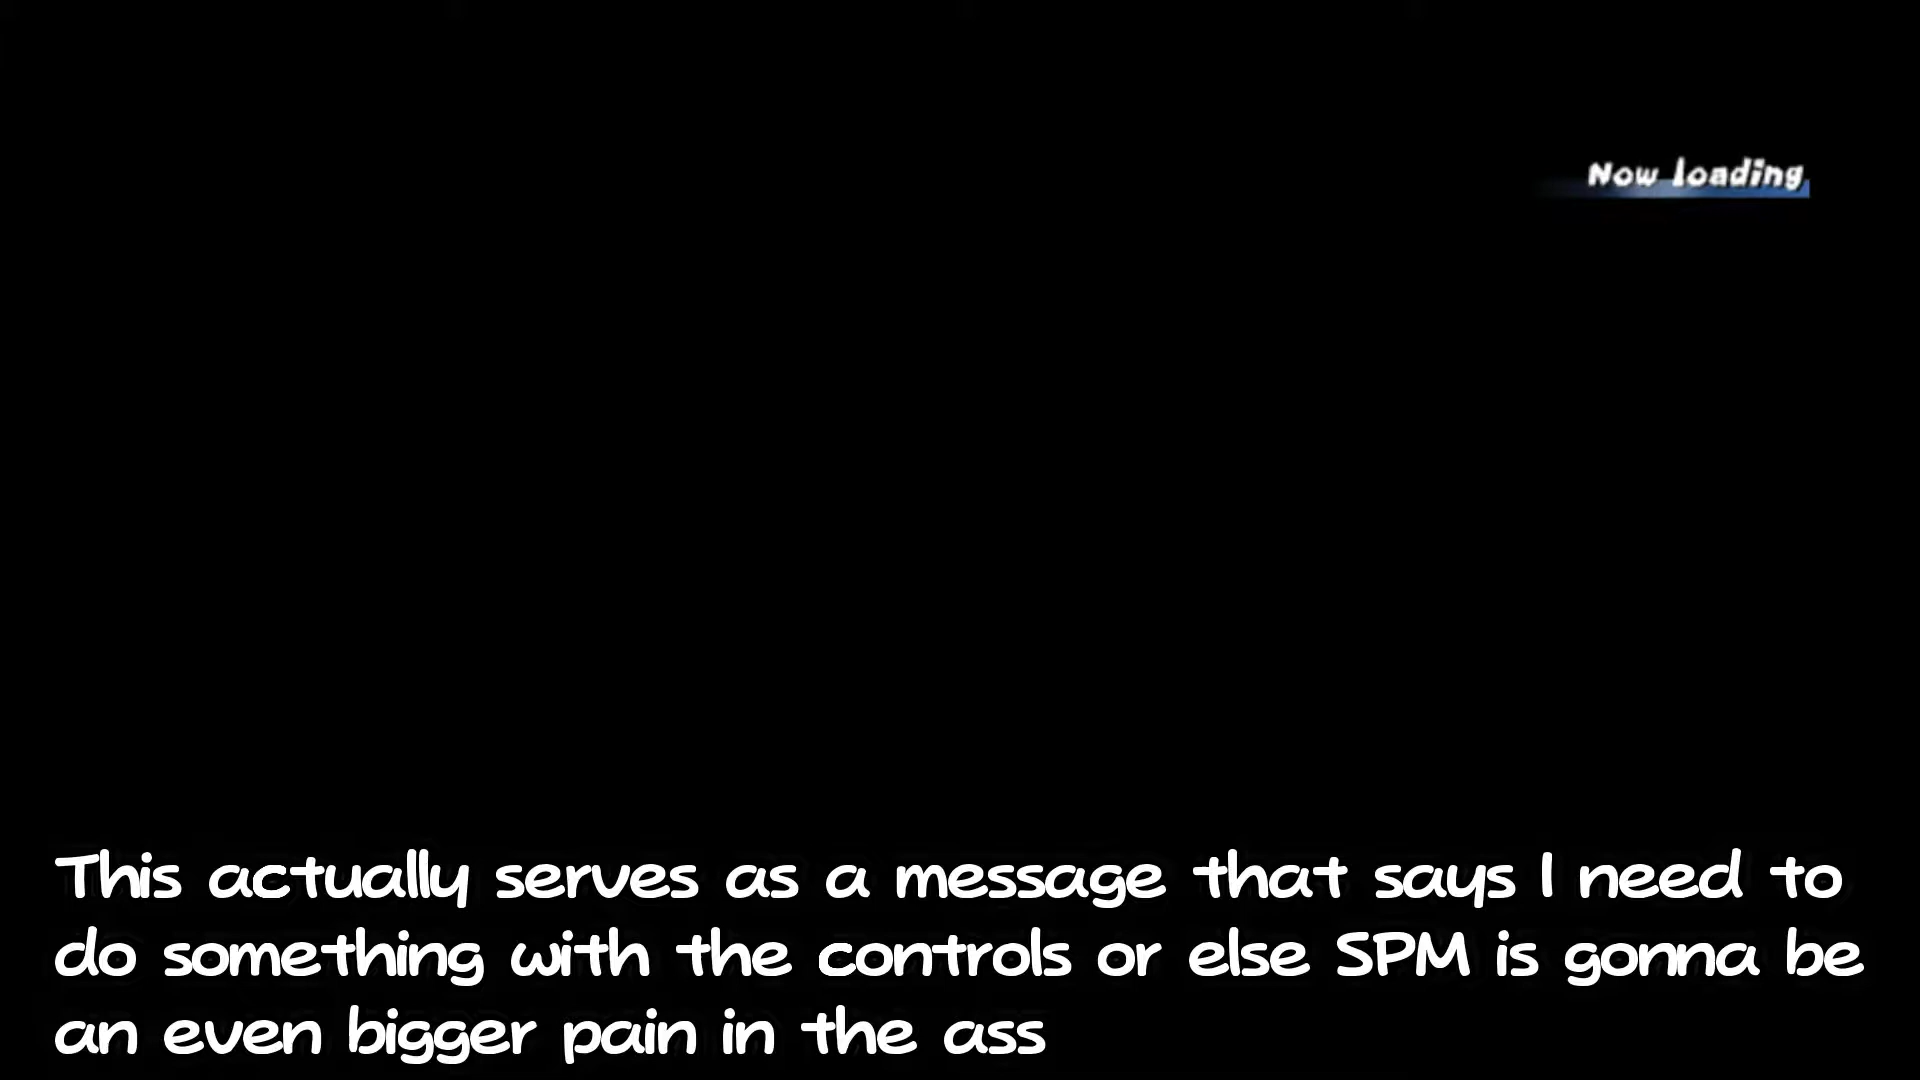 Now loading
This actually serves as a message that says I need to
do something with the controls or else SPM is gonna be
an even bigger pain in the ass